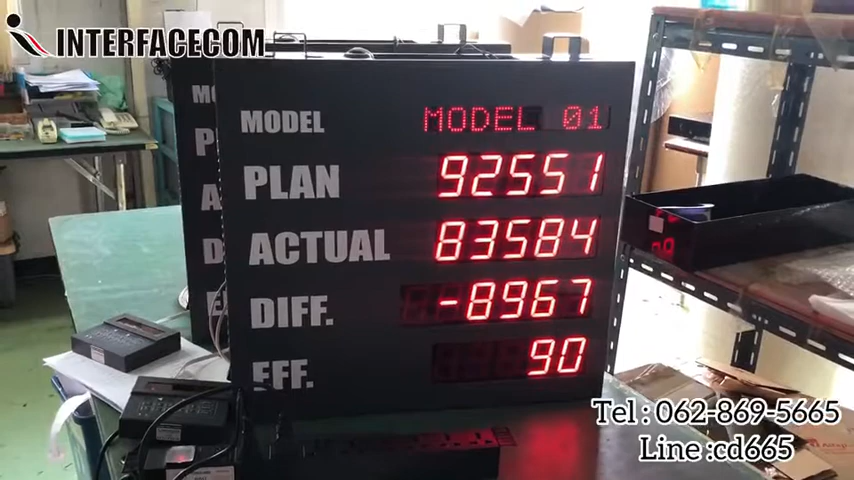 INTERFACECOM
MODEL MODEL 01
PLAN 92551
ACTUAL 83584
DIFF. -8967
EFF. 90
Tel : 062-869-5665
Line :cd665